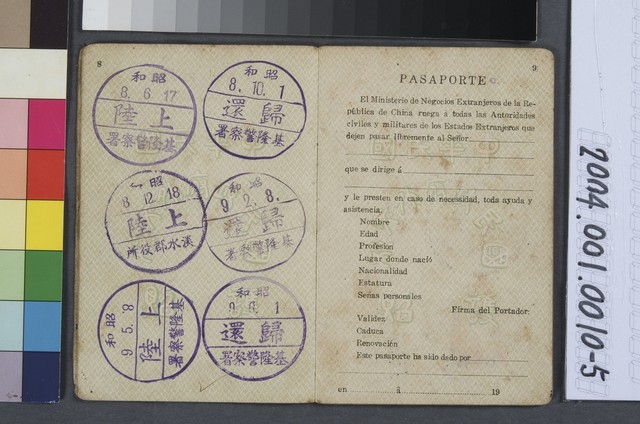 8
和昭
8. 6. 17
陸上
署察警隆基
和昭
8. 10. 1
還歸
署察警隆基
昭
8 12 18
陸上
所役郡水淡
和昭
9 2. 8.
歸
署察警隆基
和昭
9. 5. 8
陸上
署察警隆基
和昭
1
還歸
署察警隆基
9
PASAPORTE
El Ministerio de Negocios Extranjeros de la Re-
pública de China ruega á todas las Autoridades
civiles y militares de los Estados Extranjeros que
dejen pasar libremente al Señor
que se dirige á
y le presten en caso de necesidad, toda ayuda y
asistencia.
Nombre
Edad
Profesion
Lugar donde nació
Nacionalidad
Estatura
Señas personales
Firma del Portador:
Validez
Caduca
Renovación
Este pasaporte ha sido dedo por
en á 19
2004.001.0010-5